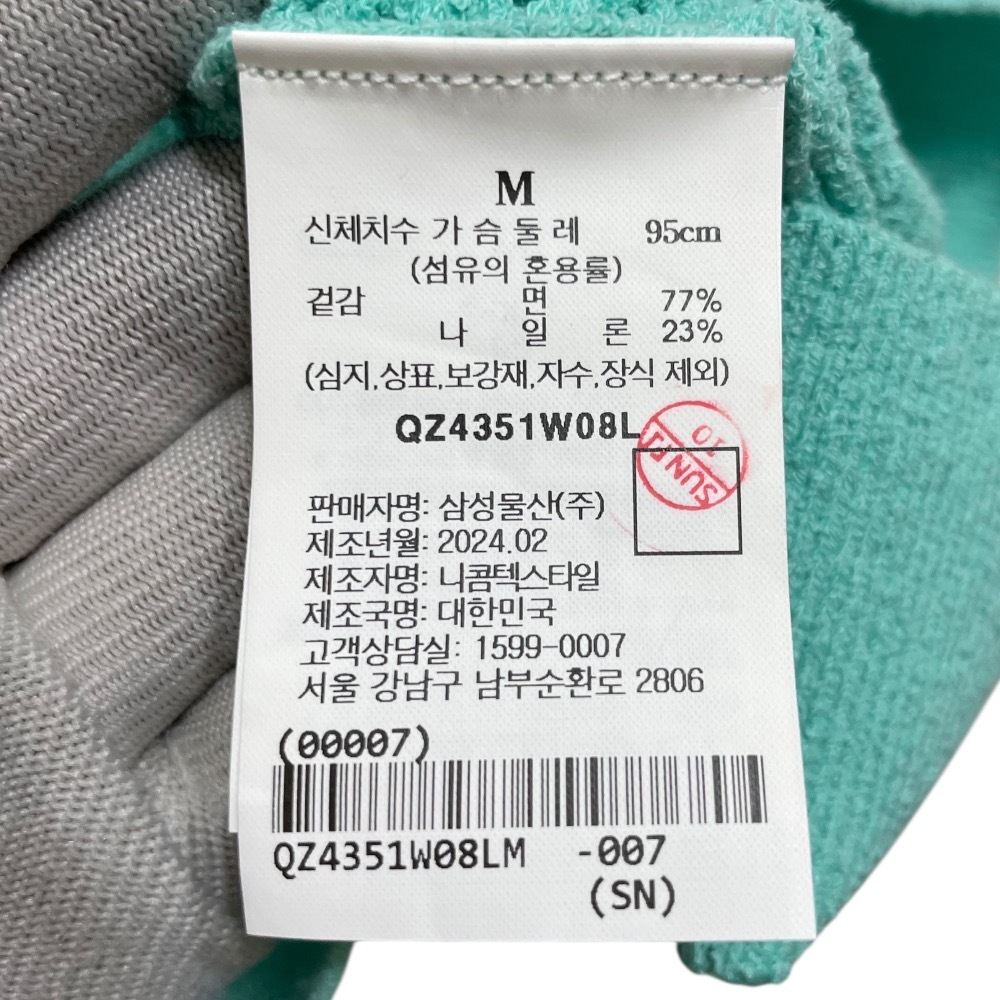 M
신체치수 가슴둘레 95cm
(섬유의 혼용률)
겉감 면 77%
나 일 론 23%
(심지,상표,보강재,자수,장식 제외)
QZ4351W08L
10
SUNIL
판매자명: 삼성물산(주)
제조년월: 2024.02
제조자명: 니콤텍스타일
제조국명: 대한민국
고객상담실: 1599-0007
서울 강남구 남부순환로 2806
(00007)
QZ4351W08LM -007
(SN)